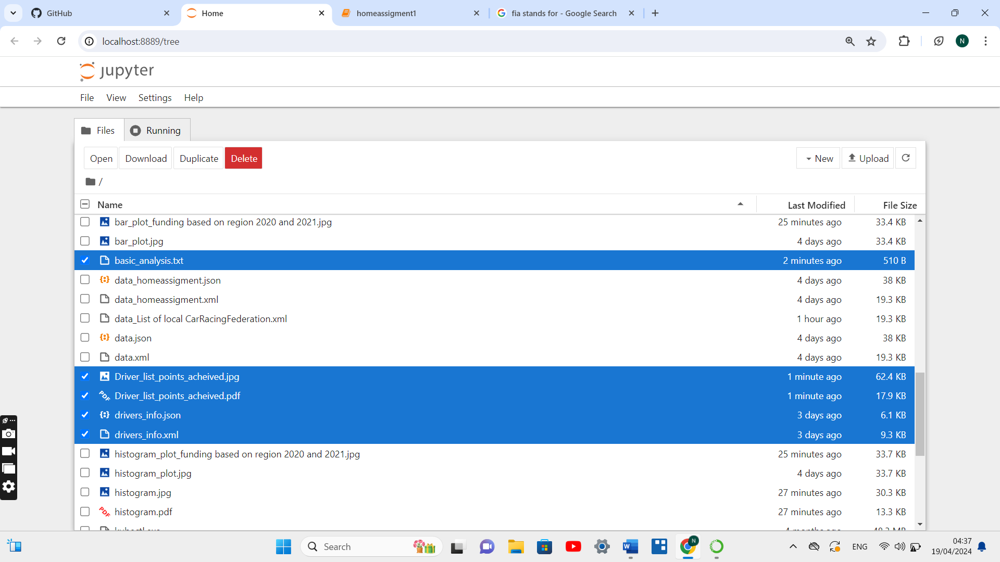 GitHub
Home
homeassigment1
fia stands for - Google Search
localhost:8889/tree
N
jupyter
File View Settings Help
Files Running
Open Download Duplicate Delete New Upload
/
Name Last Modified File Size
bar_plot_funding based on region 2020 and 2021.jpg 25 minutes ago 33.4 KB
bar_plot.jpg 4 days ago 33.4 KB
basic_analysis.txt 2 minutes ago 510 B
data_homeassigment.json 4 days ago 38 KB
data_homeassigment.xml 4 days ago 19.3 KB
data_List of local CarRacingFederation.xml 1 hour ago 19.3 KB
data.json 4 days ago 38 KB
data.xml 4 days ago 19.3 KB
Driver_list_points_acheived.jpg 1 minute ago 62.4 KB
PDF Driver_list_points_acheived.pdf 1 minute ago 17.9 KB
drivers_info.json 3 days ago 6.1 KB
drivers_info.xml 3 days ago 9.3 KB
histogram_plot_funding based on region 2020 and 2021.jpg 25 minutes ago 33.7 KB
histogram_plot.jpg 4 days ago 33.7 KB
histogram.jpg 27 minutes ago 30.3 KB
PDF histogram.pdf 27 minutes ago 13.3 KB
Search
N
ENG
04:37
19/04/2024